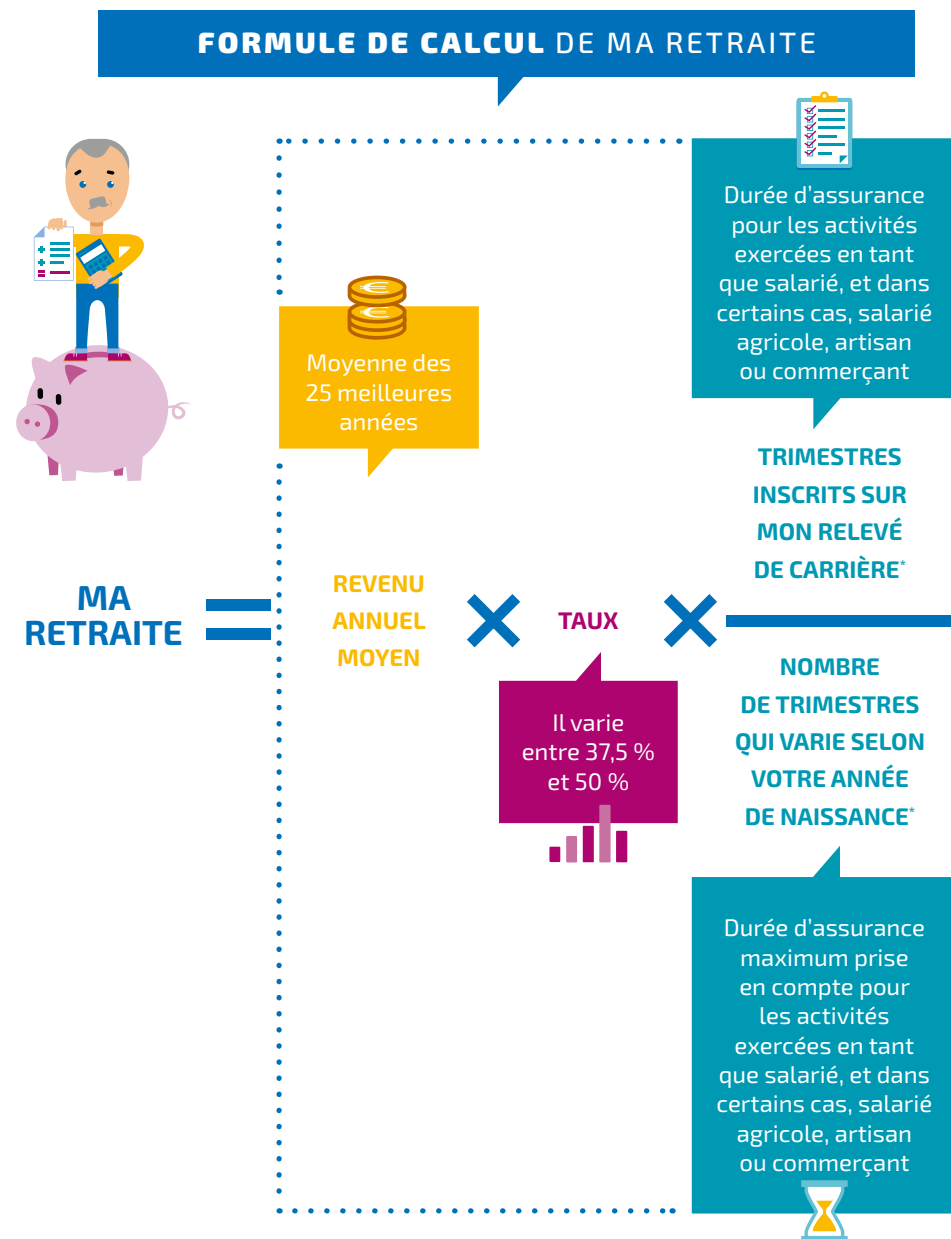 FORMULE DE CALCUL DE MA RETRAITE
Durée d'assurance
pour les activités
exercées en tant
que salarié, et dans
certains cas, salarié
agricole, artisan
ou commerçant
Moyenne des
25 meilleures
années
TRIMESTRES
INSCRITS SUR
MON RELEVÉ
DE CARRIÈRE*
MA
RETRAITE
=
REVENU
ANNUEL
MOYEN
×
TAUX
×
NOMBRE
DE TRIMESTRES
QUI VARIE SELON
VOTRE ANNÉE
DE NAISSANCE*
Il varie
entre 37,5 %
et 50 %
Durée d'assurance
maximum prise
en compte pour
les activités
exercées en tant
que salarié, et dans
certains cas, salarié
agricole, artisan
ou commerçant